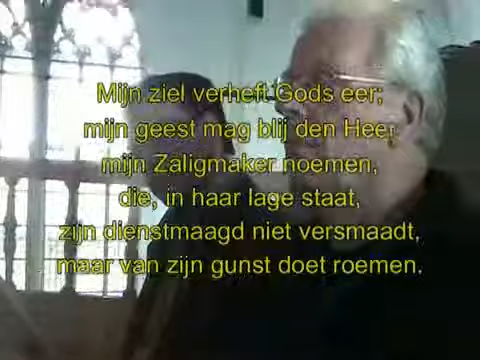 Mijn ziel verheft Gods eer;
mijn geest mag blij den Heer,
mijn Zaligmaker noemen,
die, in haar lage staat,
zijn dienstmaagd niet versmaadt,
maar van zijn gunst doet roemen.